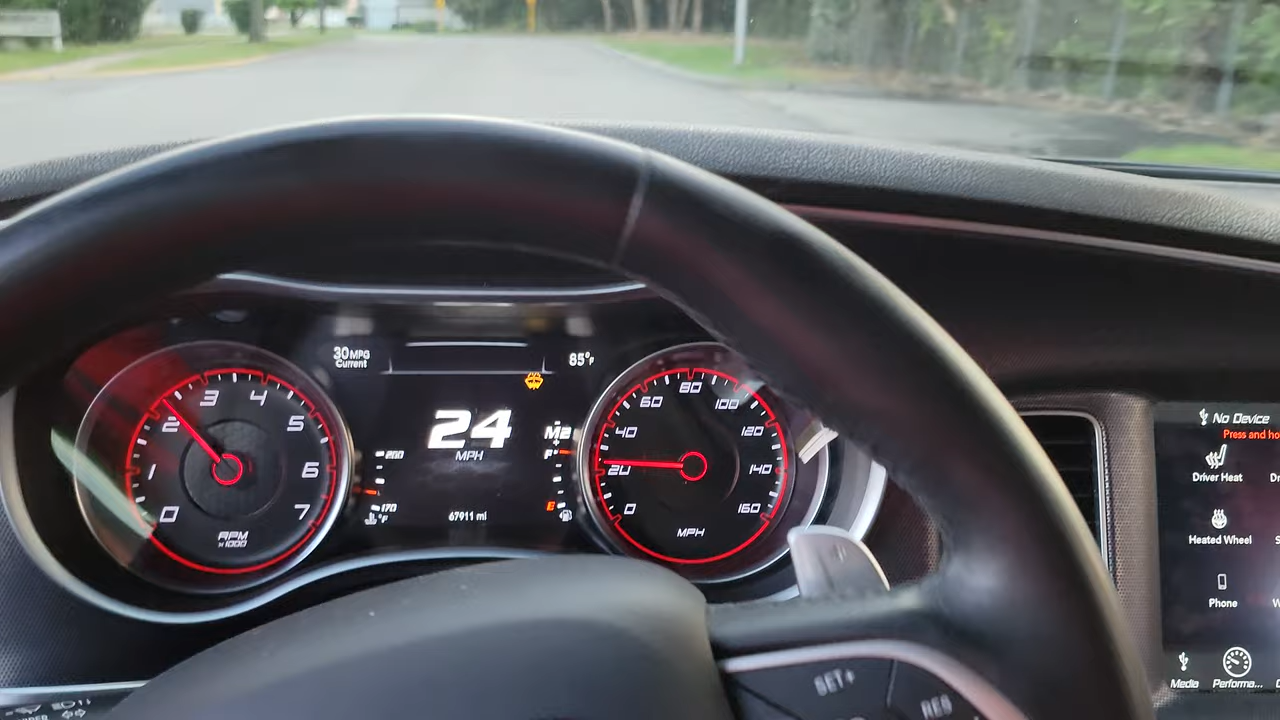 30 MPG
Current
85°F
24
MPH
M2
F
E
200
170
°F
67911 mi
0
1
2
3
4
5
6
7
RPM
x1000
0
20
40
60
80
100
120
140
160
MPH
SET+
RES
No Device
Press and ho
Driver Heat
Heated Wheel
Phone
Media
Performa...